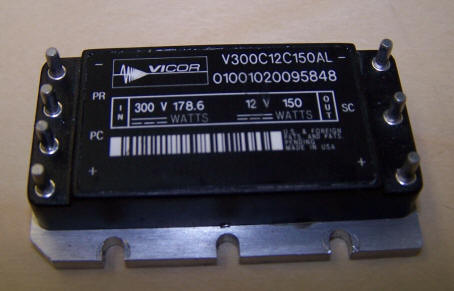 - VICOR V300C12C150AL -
01001020095848
PR
IN 300 V 178.6 WATTS 12 V 150 WATTS OUT SC
PC
U.S. & FOREIGN
PATS. AND PATS.
PENDING
MADE IN USA
+ +